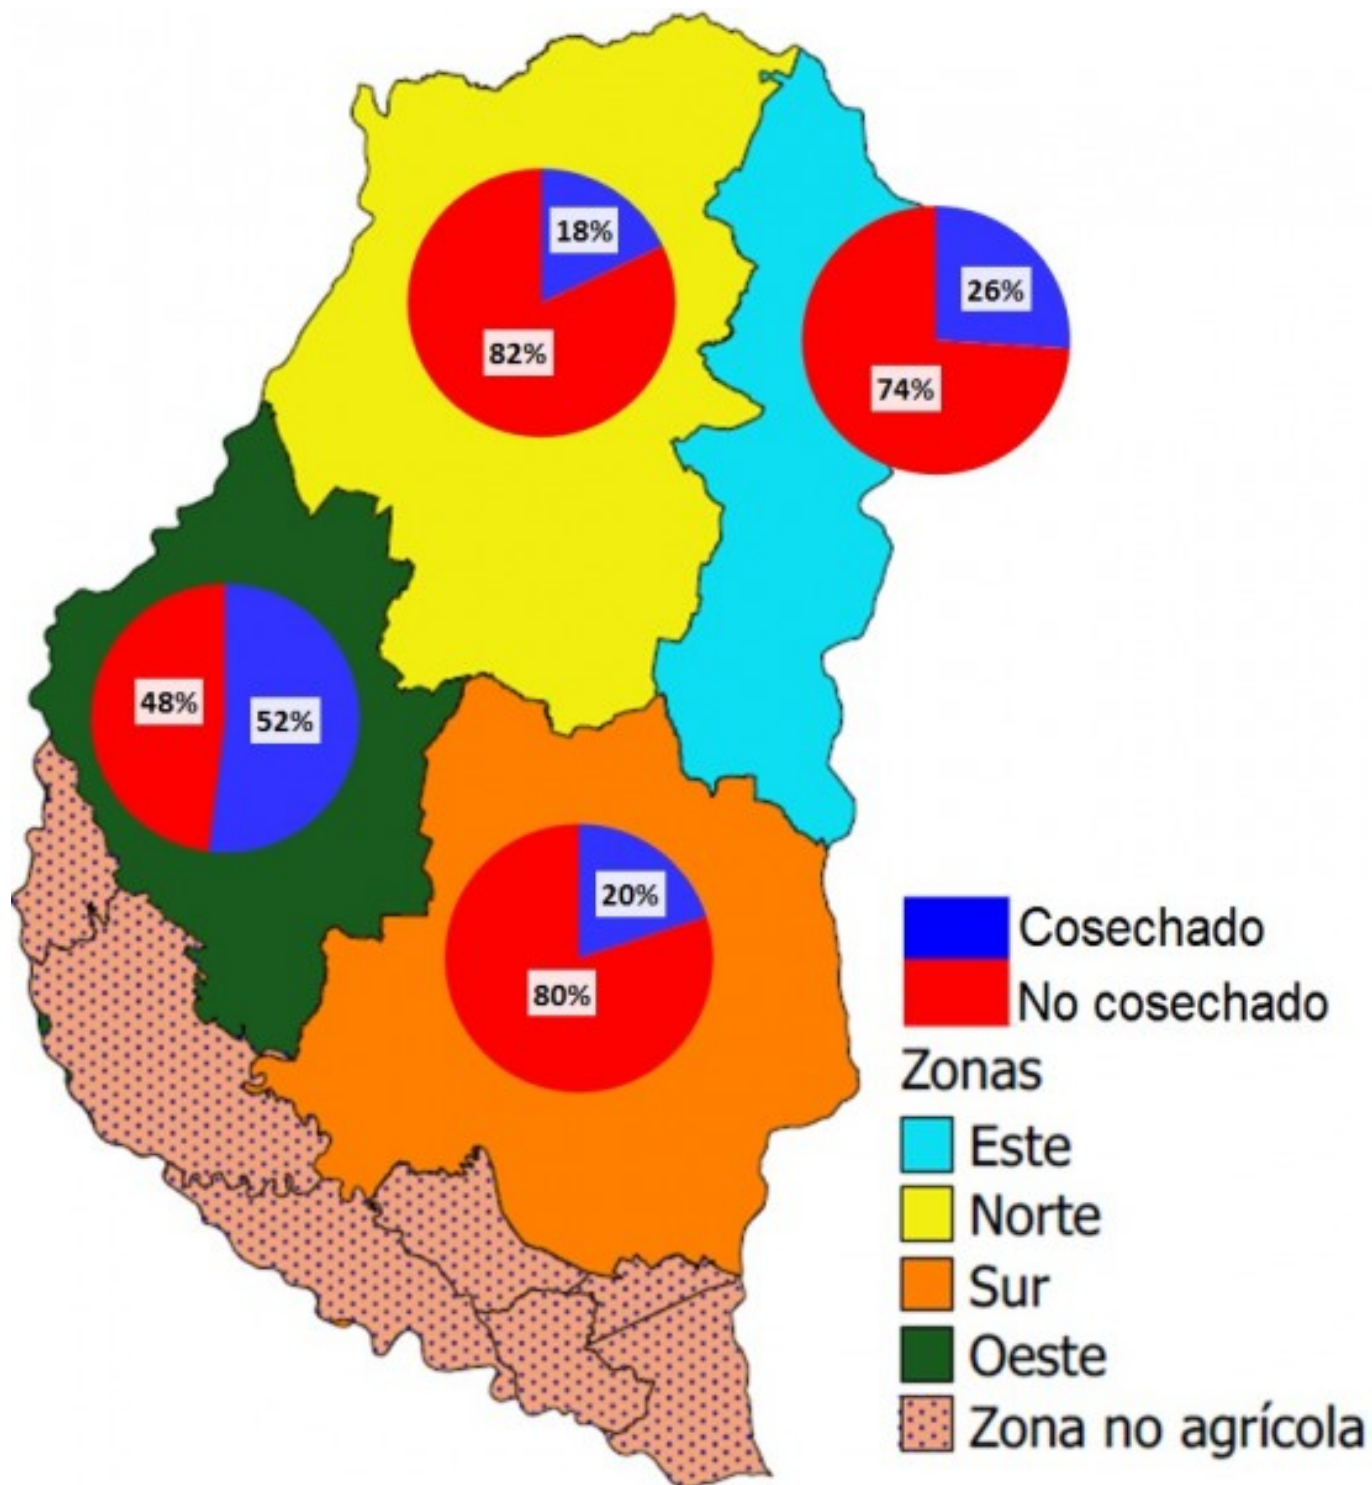 18%
82%
26%
74%
48%
52%
20%
80%
Cosechado
No cosechado
Zonas
Este
Norte
Sur
Oeste
Zona no agrícola